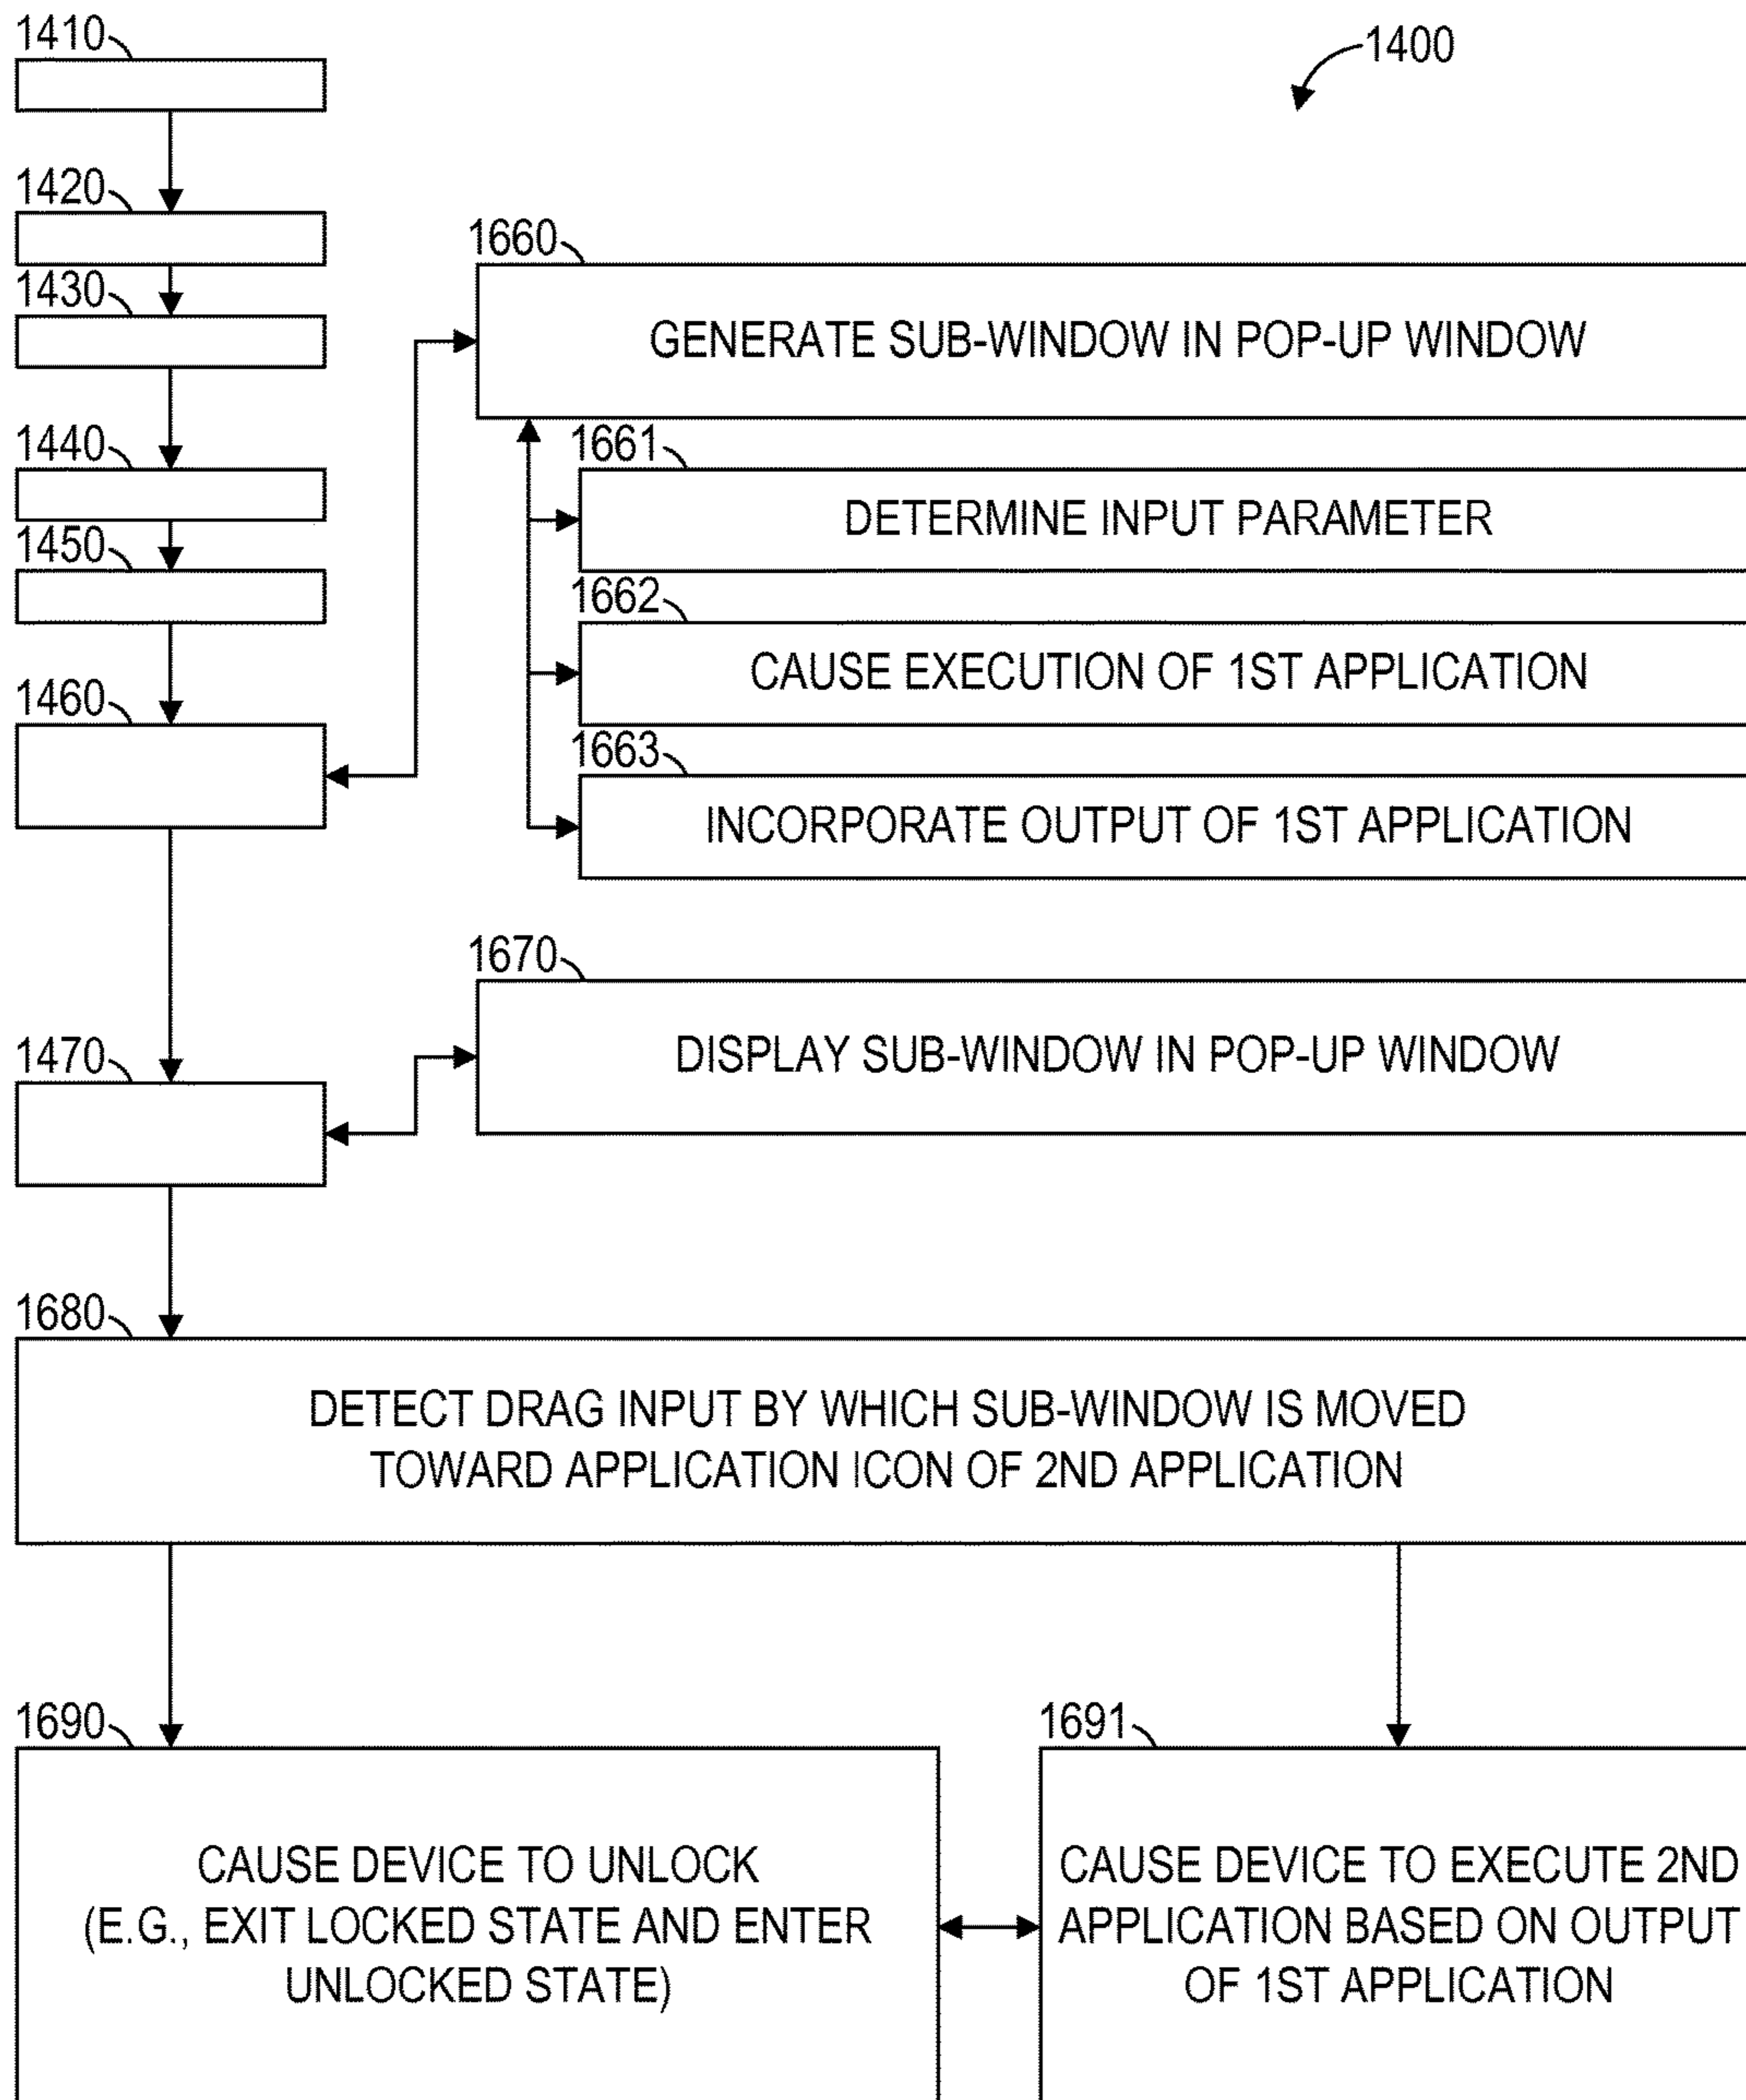 1410
1400
1420
1660
1430
GENERATE SUB-WINDOW IN POP-UP WINDOW
1440
1661
DETERMINE INPUT PARAMETER
1450
1662
CAUSE EXECUTION OF 1ST APPLICATION
1460
1663
INCORPORATE OUTPUT OF 1ST APPLICATION
1670
DISPLAY SUB-WINDOW IN POP-UP WINDOW
1470
1680
DETECT DRAG INPUT BY WHICH SUB-WINDOW IS MOVED
TOWARD APPLICATION ICON OF 2ND APPLICATION
1690
CAUSE DEVICE TO UNLOCK
(E.G., EXIT LOCKED STATE AND ENTER
UNLOCKED STATE)
1691
CAUSE DEVICE TO EXECUTE 2ND
APPLICATION BASED ON OUTPUT
OF 1ST APPLICATION